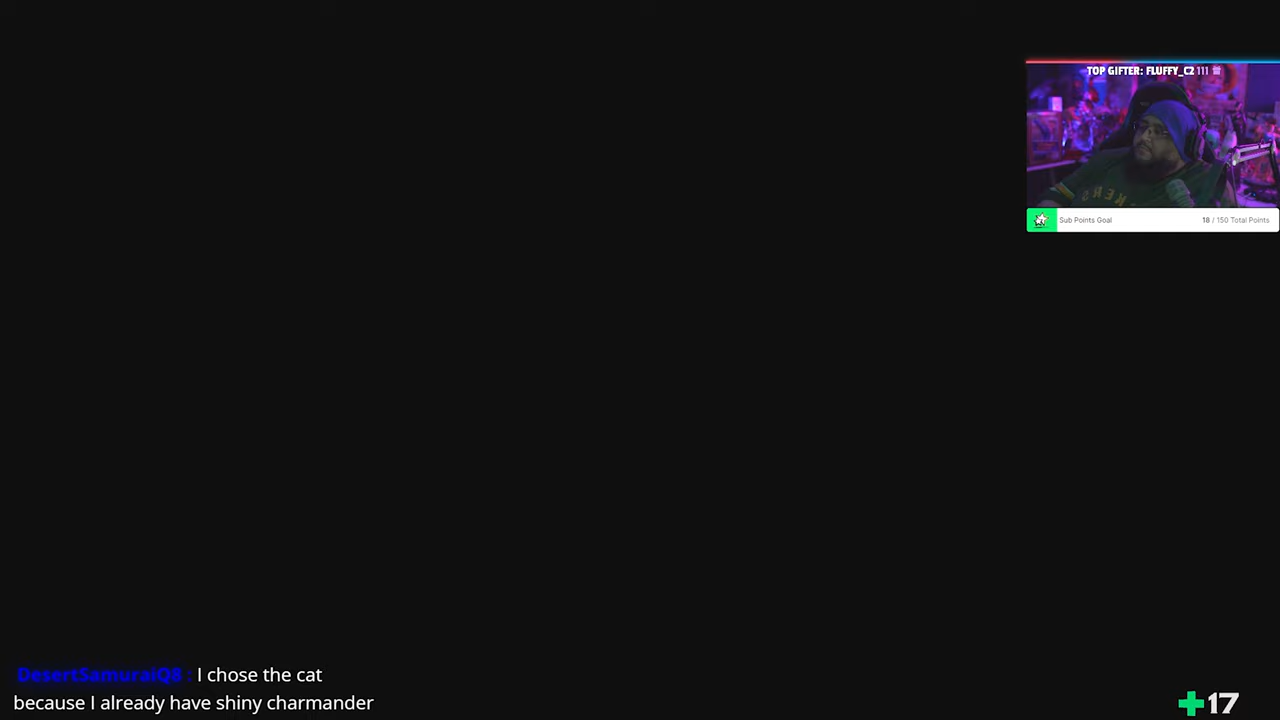 TOP GIFTER: FLUFFY_C2 111
Sub Points Goal 18 / 150 Total Points
DesertSamuraiQ8 : I chose the cat
because I already have shiny charmander
+17